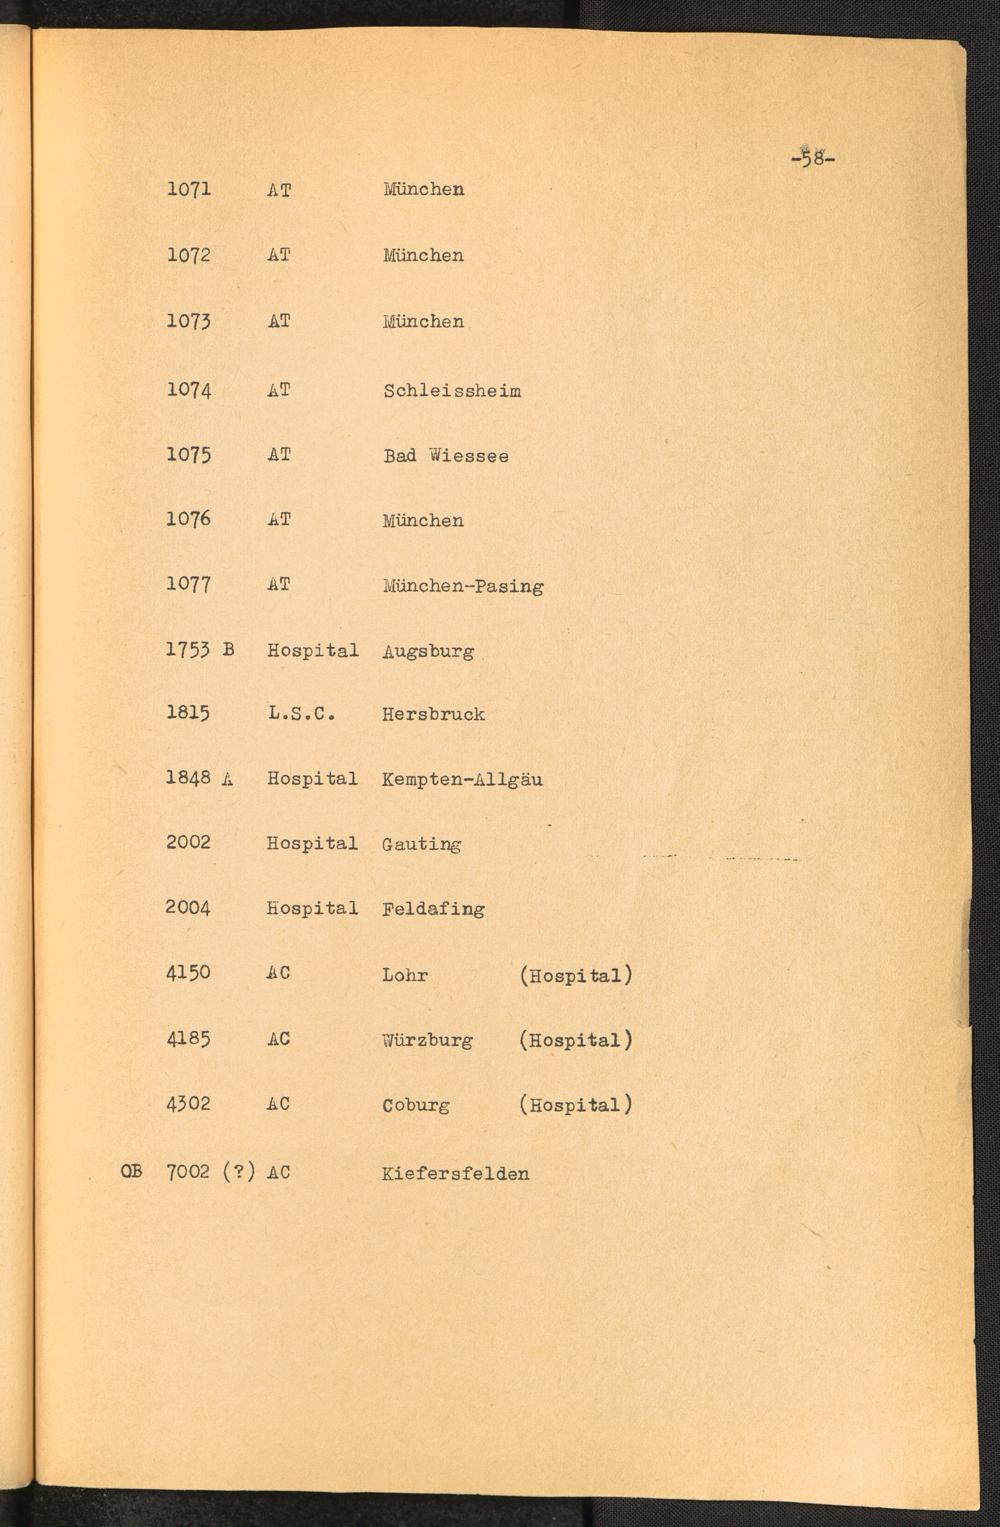 -58-
1071 AT München
1072 AT München
1073 AT München
1074 AT Schleissheim
1075 AT Bad Wiessee
1076 AT München
1077 AT München-Pasing
1753 B Hospital Augsburg
1815 L.S.C. Hersbruck
1848 A Hospital Kempten-Allgäu
2002 Hospital Gauting
2004 Hospital Feldafing
4150 AC Lohr (Hospital)
4185 AC Würzburg (Hospital)
4302 AC Coburg (Hospital)
OB 7002 (?) AC Kiefersfelden